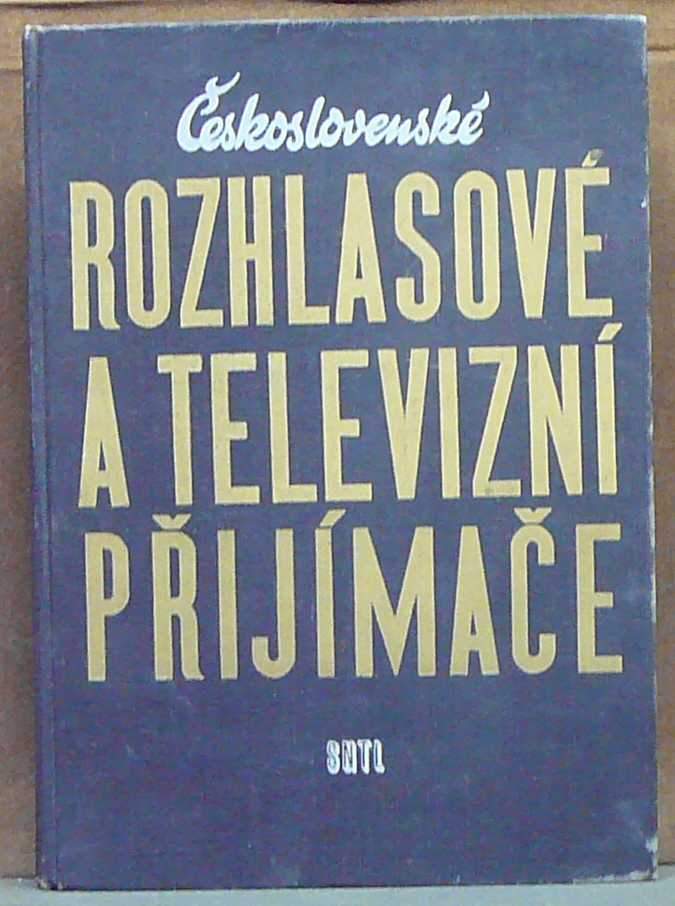 Československé
ROZHLASOVÉ
A TELEVIZNÍ
PŘIJÍMAČE
SNTL